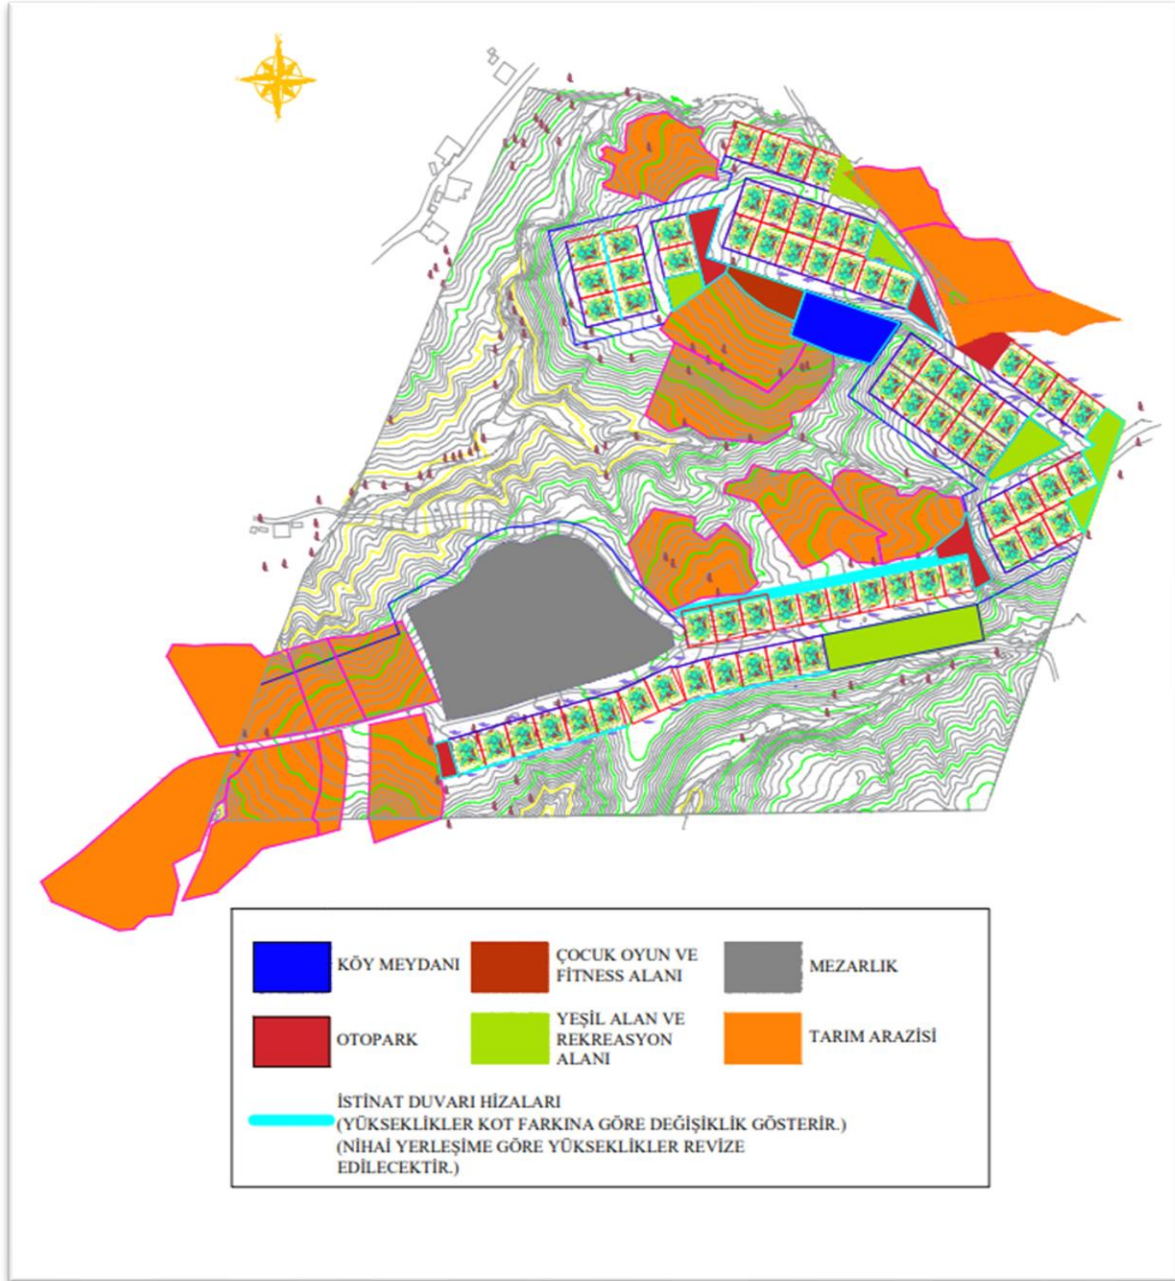 KÖY MEYDANI
ÇOCUK OYUN VE
FİTNESS ALANI
MEZARLIK
OTOPARK
YEŞİL ALAN VE
REKREASYON
ALANI
TARIM ARAZİSİ
İSTİNAT DUVARI HİZALARI
(YÜKSEKLİKLER KOT FARKINA GÖRE DEĞİŞİKLİK GÖSTERİR.)
(NİHAİ YERLEŞİME GÖRE YÜKSEKLİKLER REVİZE
EDİLECEKTİR.)